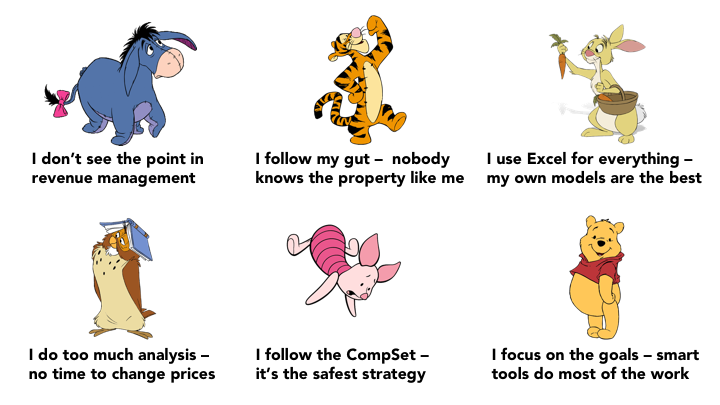 I don't see the point in
revenue management
I follow my gut – nobody
knows the property like me
I use Excel for everything –
my own models are the best
I do too much analysis –
no time to change prices
I follow the CompSet –
it's the safest strategy
I focus on the goals – smart
tools do most of the work